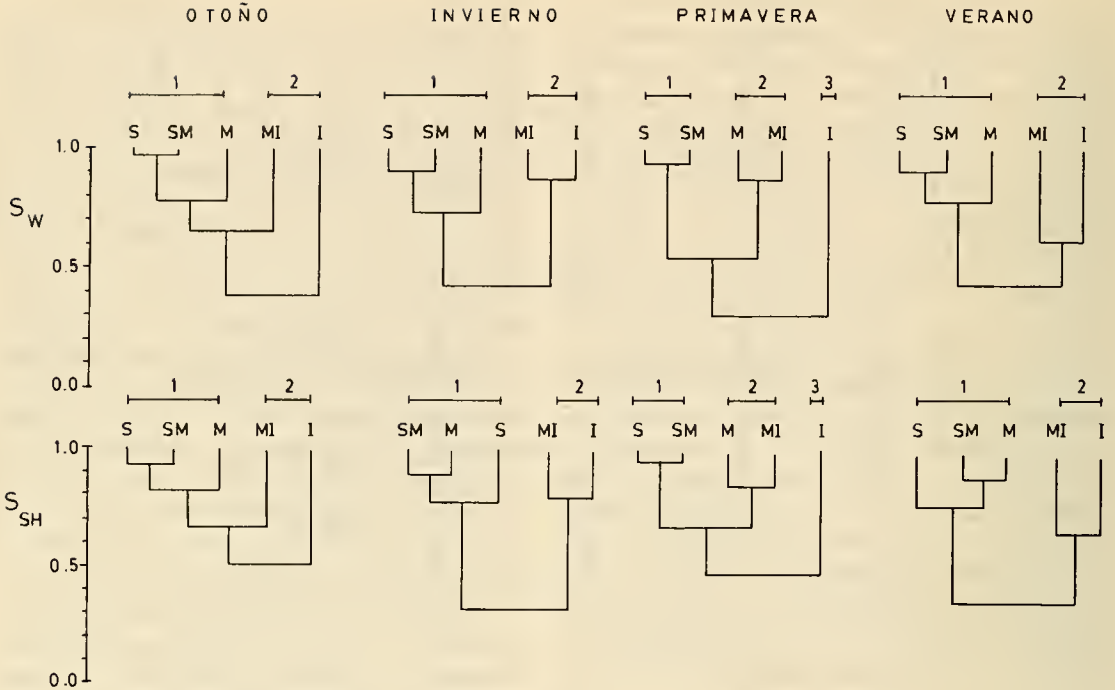 OTOÑO INVIERNO PRIMAVERA VERANO
1 2 1 2 1 2 3 1 2
S SM M MI I S SM M MI I S SM M MI I S SM M MI I
1.0
S_W
0.5
0.0
1 2 1 2 1 2 3 1 2
S SM M MI I SM M S MI I S SM M MI I S SM M MI I
1.0
S_SH
0.5
0.0